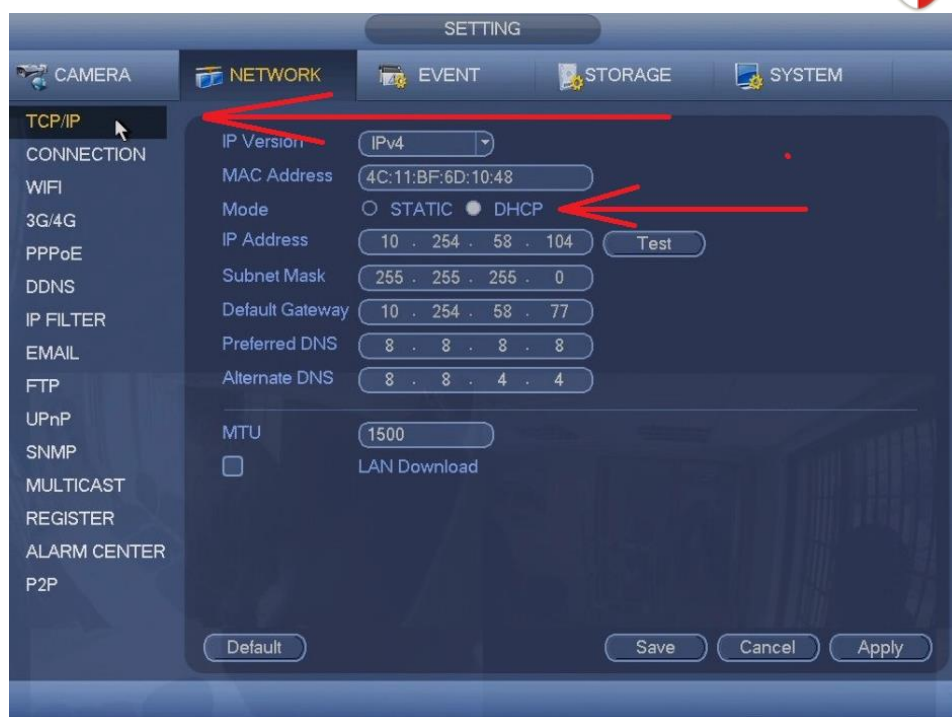 SETTING
CAMERA NETWORK EVENT STORAGE SYSTEM
TCP/IP
CONNECTION
WIFI
3G/4G
PPPoE
DDNS
IP FILTER
EMAIL
FTP
UPnP
SNMP
MULTICAST
REGISTER
ALARM CENTER
P2P
IP Version IPv4
MAC Address 4C:11:BF:6D:10:48
Mode STATIC DHCP
IP Address 10 . 254 . 58 . 104 Test
Subnet Mask 255 . 255 . 255 . 0
Default Gateway 10 . 254 . 58 . 77
Preferred DNS 8 . 8 . 8 . 8
Alternate DNS 8 . 8 . 4 . 4
MTU 1500
LAN Download
Default Save Cancel Apply